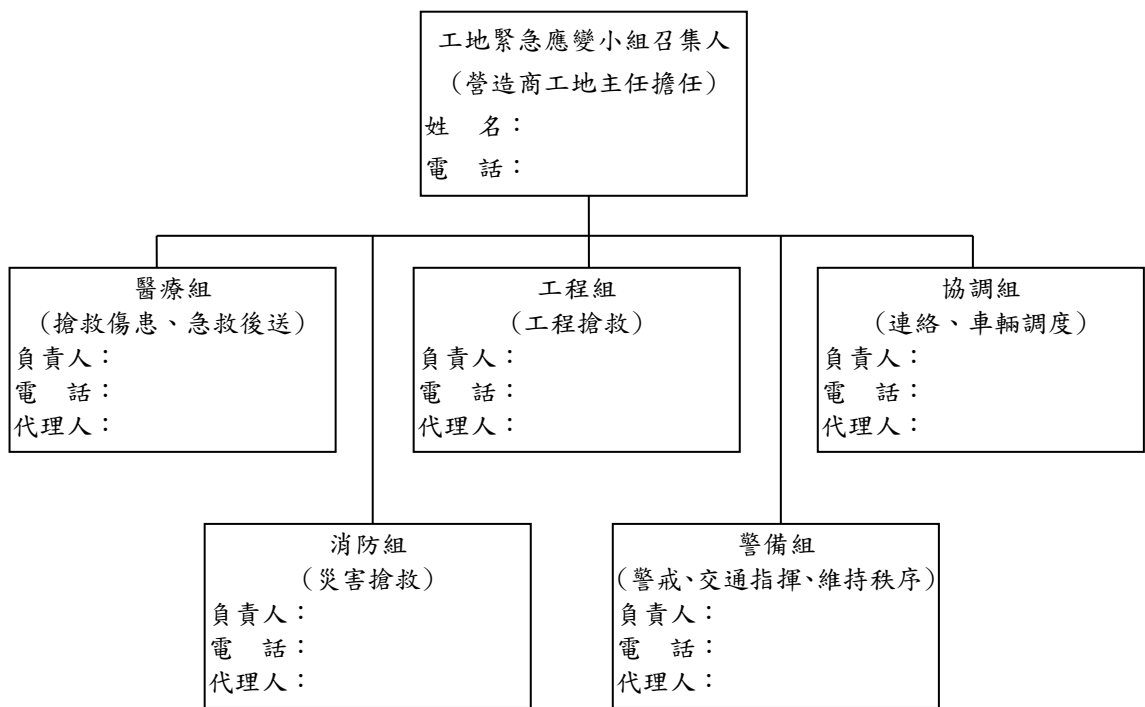 工地緊急應變小組召集人
（營造商工地主任擔任）
姓　名：
電　話：
醫療組
（搶救傷患、急救後送）
負責人：
電　話：
代理人：
工程組
（工程搶救）
負責人：
電　話：
代理人：
協調組
（連絡、車輛調度）
負責人：
電　話：
代理人：
消防組
（災害搶救）
負責人：
電　話：
代理人：
警備組
（警戒、交通指揮、維持秩序）
負責人：
電　話：
代理人：